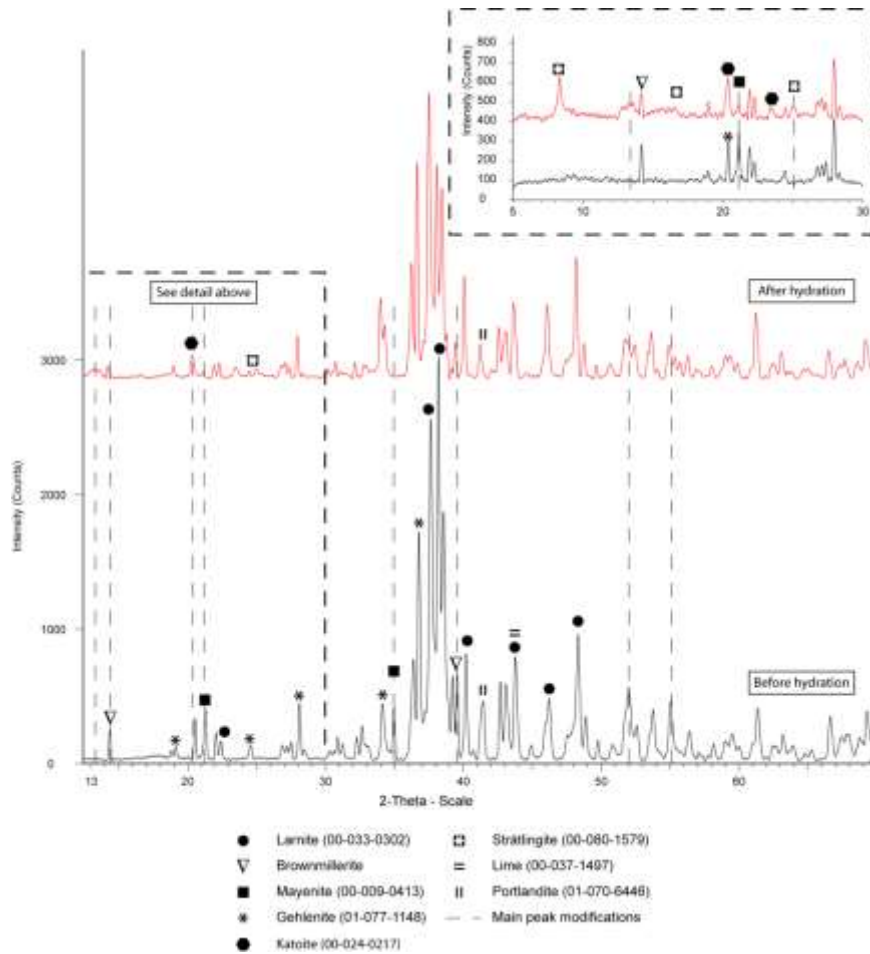 800
700
600
500
400
300
200
100
0
Intensity (Counts)
5 10 20 30
See detail above
After hydration
3000
2000
1000
0
Intensity (Counts)
Before hydration
13 20 30 40 50 60
2-Theta - Scale
Larnite (00-033-0302)
Brownmillerite
Mayenite (00-009-0413)
Gehlenite (01-077-1148)
Katoite (00-024-0217)
Strätlingite (00-080-1579)
Lime (00-037-1497)
Portlandite (01-070-6446)
Main peak modifications